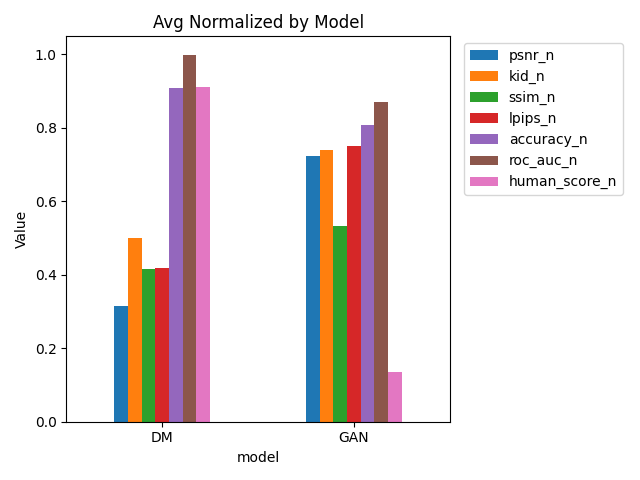 Avg Normalized by Model
1.0
0.8
0.6
0.4
0.2
0.0
Value
DM
GAN
model
psnr_n
kid_n
ssim_n
lpips_n
accuracy_n
roc_auc_n
human_score_n